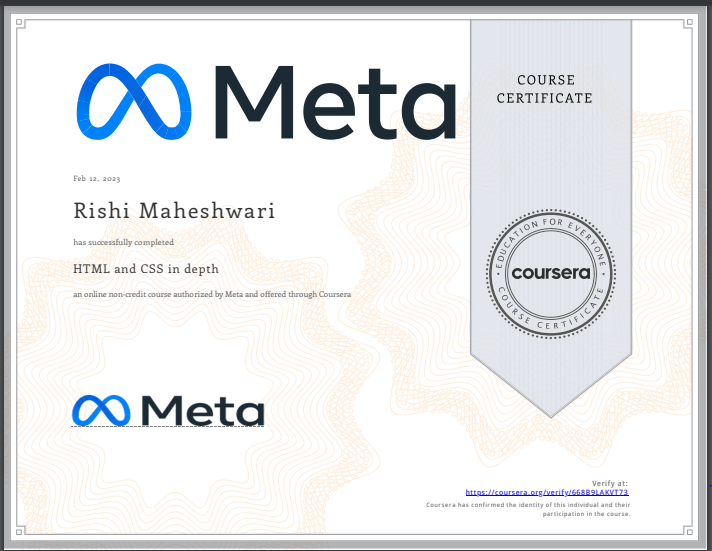 Meta
COURSE
CERTIFICATE
Feb 12, 2023
Rishi Maheshwari
has successfully completed
HTML and CSS in depth
an online non-credit course authorized by Meta and offered through Coursera
EDUCATION FOR EVERYONE
coursera
COURSE CERTIFICATE
Meta
Verify at:
https://coursera.org/verify/668B9LAKVT73
Coursera has confirmed the identity of this individual and their
participation in the course.